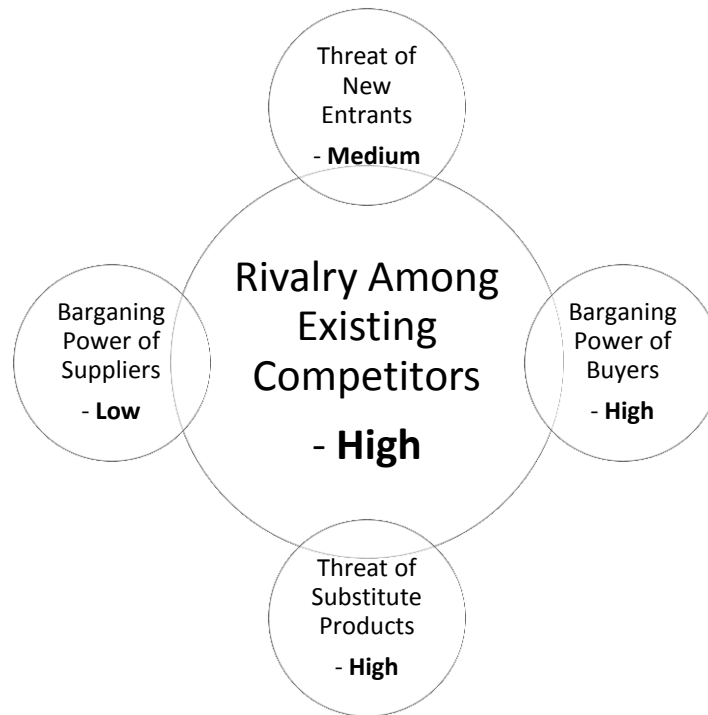 Threat of
New
Entrants
- Medium
Rivalry Among
Existing
Competitors
- High
Barganing
Power of
Suppliers
- Low
Barganing
Power of
Buyers
- High
Threat of
Substitute
Products
- High